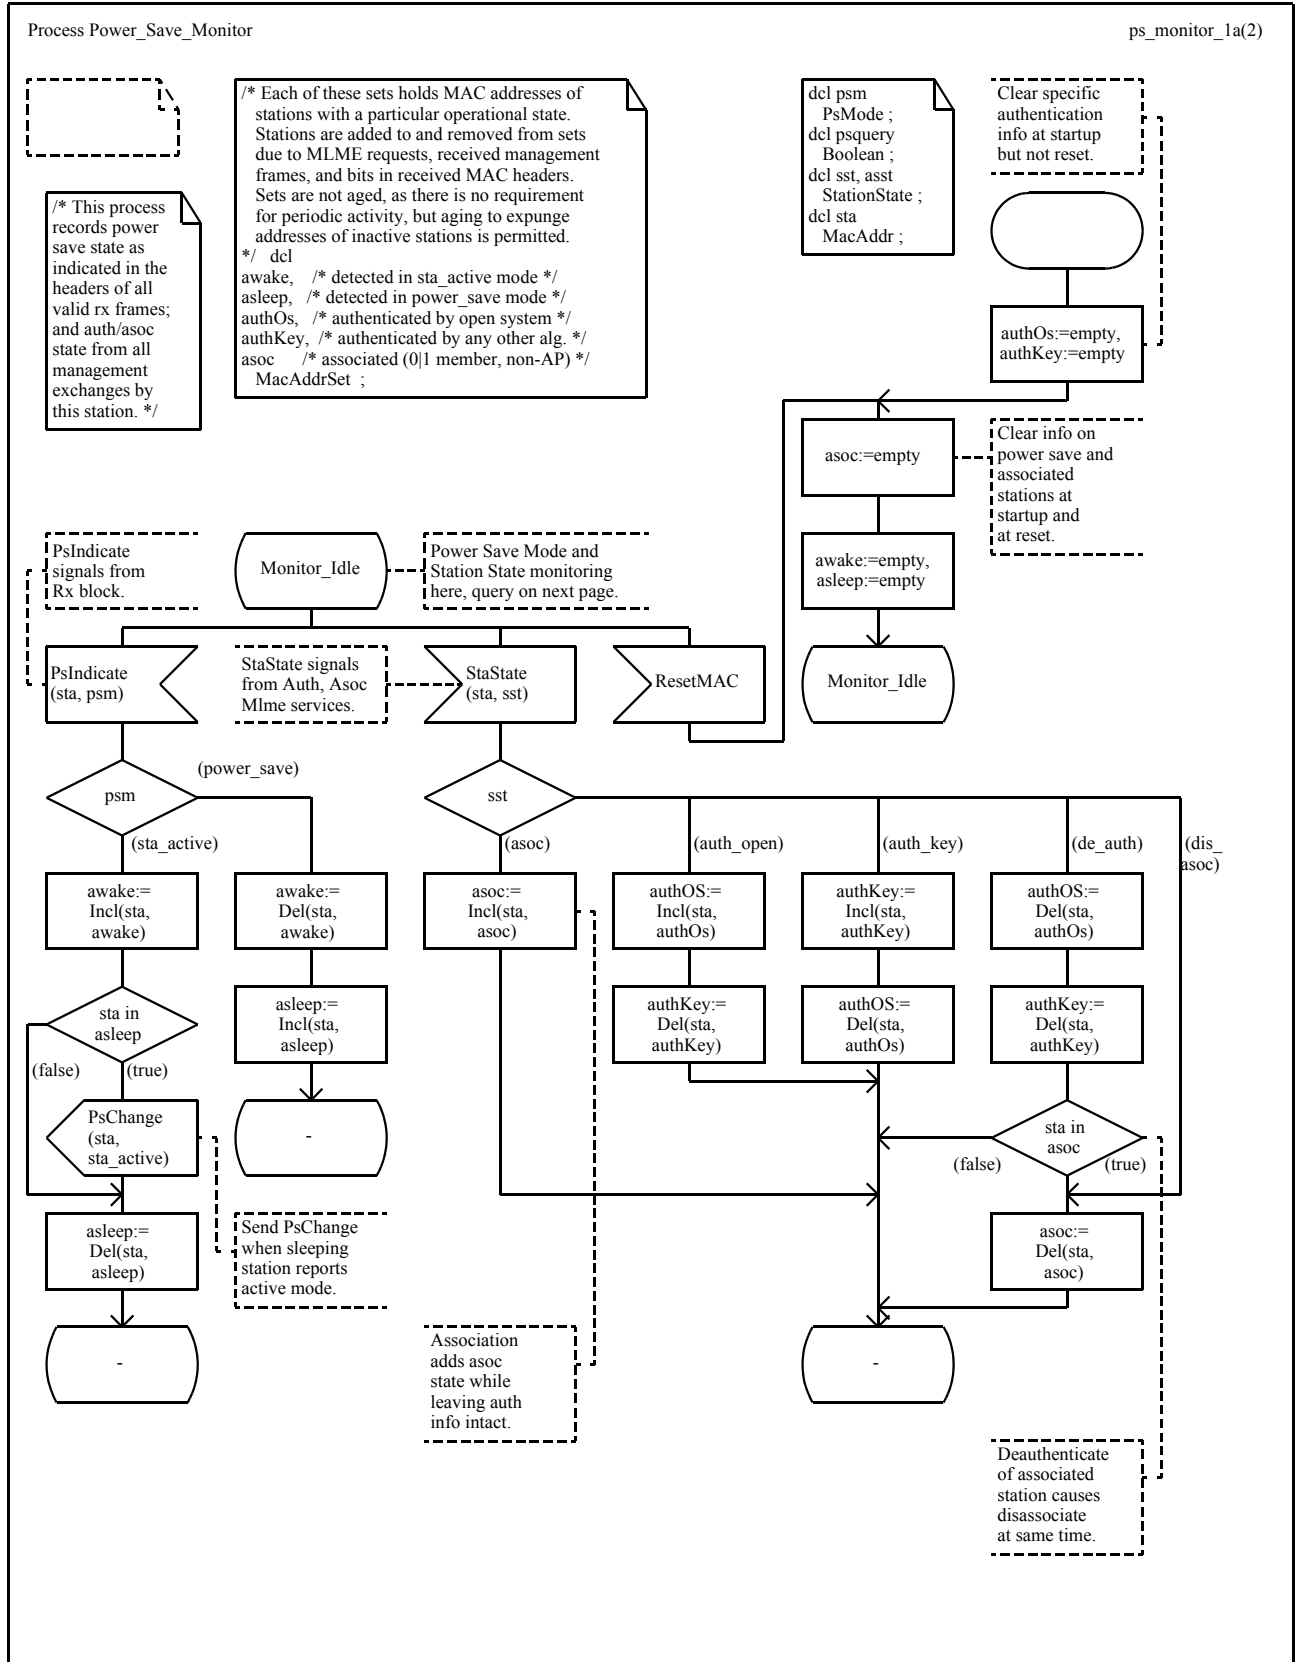 Process Power_Save_Monitor
ps_monitor_1a(2)
/* Each of these sets holds MAC addresses of
stations with a particular operational state.
Stations are added to and removed from sets
due to MLME requests, received management
frames, and bits in received MAC headers.
Sets are not aged, as there is no requirement
for periodic activity, but aging to expunge
addresses of inactive stations is permitted.
*/ dcl
awake, /* detected in sta_active mode */
asleep, /* detected in power_save mode */
authOs, /* authenticated by open system */
authKey, /* authenticated by any other alg. */
asoc /* associated (0|1 member, non-AP) */
MacAddrSet ;
dcl psm
PsMode ;
dcl psquery
Boolean ;
dcl sst, asst
StationState ;
dcl sta
MacAddr ;
Clear specific
authentication
info at startup
but not reset.
/* This process
records power
save state as
indicated in the
headers of all
valid rx frames;
and auth/asoc
state from all
management
exchanges by
this station. */
authOs:=empty,
authKey:=empty
asoc:=empty
Clear info on
power save and
associated
stations at
startup and
at reset.
awake:=empty,
asleep:=empty
Monitor_Idle
PsIndicate
signals from
Rx block.
Monitor_Idle
Power Save Mode and
Station State monitoring
here, query on next page.
PsIndicate
(sta, psm)
StaState signals
from Auth, Asoc
Mlme services.
StaState
(sta, sst)
ResetMAC
psm
(power_save)
(sta_active)
sst
(asoc)
(auth_open)
(auth_key)
(de_auth)
(dis_
asoc)
awake:=
Incl(sta,
awake)
awake:=
Del(sta,
awake)
asoc:=
Incl(sta,
asoc)
authOS:=
Incl(sta,
authOs)
authKey:=
Incl(sta,
authKey)
authOS:=
Del(sta,
authOs)
sta in
asleep
(false)
(true)
asleep:=
Incl(sta,
asleep)
authKey:=
Del(sta,
authKey)
authOS:=
Del(sta,
authOs)
authKey:=
Del(sta,
authKey)
PsChange
(sta,
sta_active)
-
sta in
asoc
(false)
(true)
asleep:=
Del(sta,
asleep)
Send PsChange
when sleeping
station reports
active mode.
asoc:=
Del(sta,
asoc)
-
Association
adds asoc
state while
leaving auth
info intact.
-
Deauthenticate
of associated
station causes
disassociate
at same time.